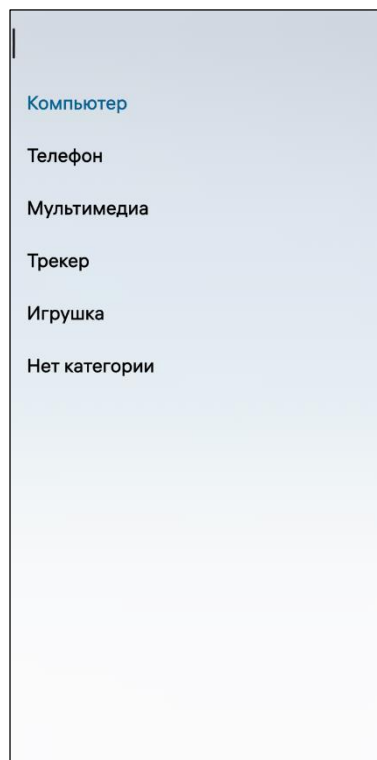 Компьютер
Телефон
Мультимедиа
Трекер
Игрушка
Нет категории